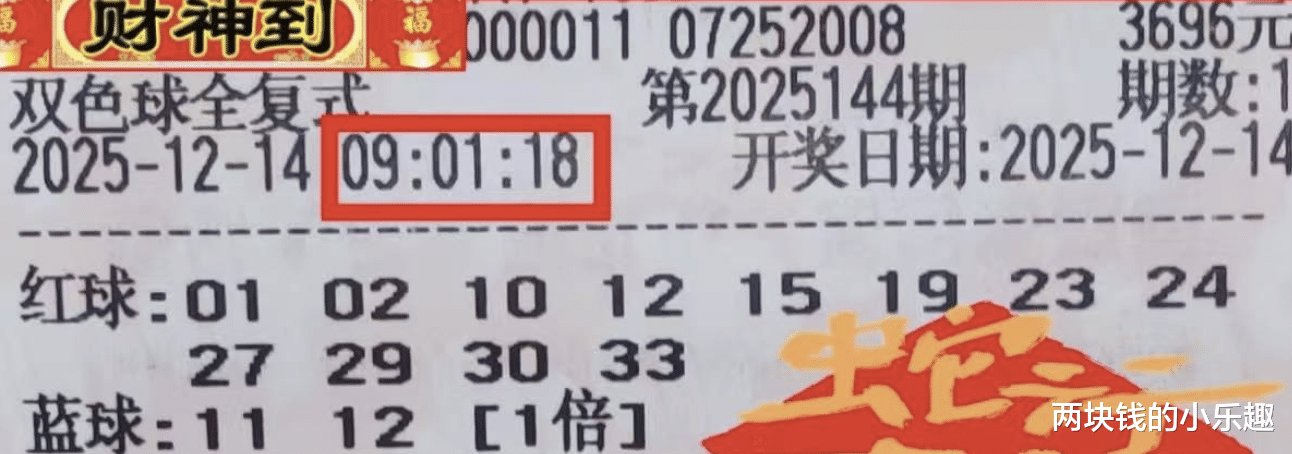 财神到
福
福
000011 07252008 3696元
双色球全复式 第2025144期 期数:1
2025-12-14 09:01:18 开奖日期:2025-12-14
红球:01 02 10 12 15 19 23 24
27 29 30 33
蓝球:11 12 [1倍]
两块钱的小乐趣